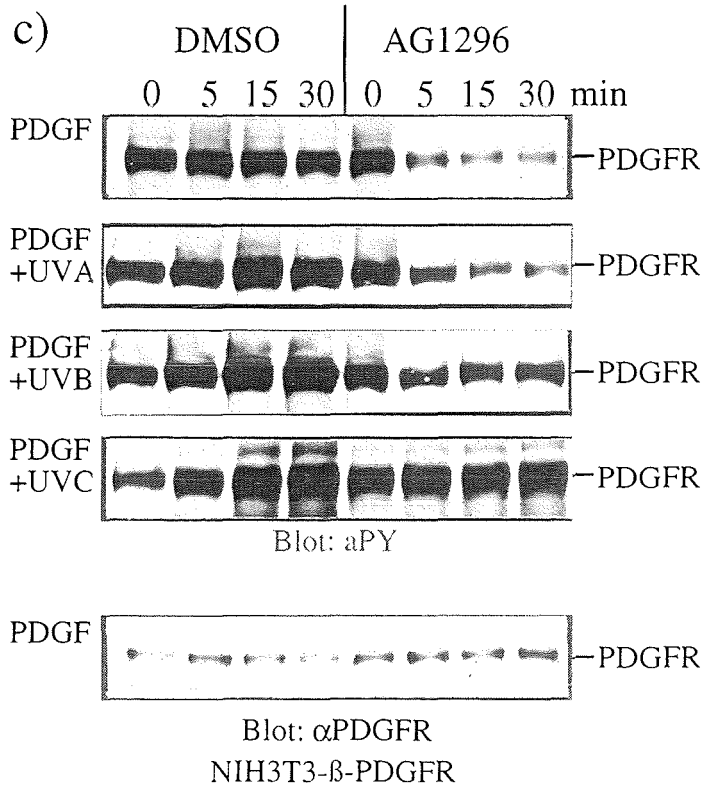 c)
DMSO AG1296
0 5 15 30 0 5 15 30 min
PDGF PDGFR
PDGF
+UVA PDGFR
PDGF
+UVB PDGFR
PDGF
+UVC PDGFR
Blot: aPY
PDGF PDGFR
Blot: αPDGFR
NIH3T3-ß-PDGFR